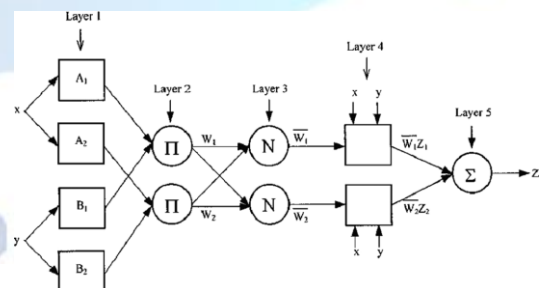 Layer 1
Layer 2
Layer 3
Layer 4
Layer 5
x
y
A₁
A₂
B₁
B₂
Π
Π
W₁
W₂
N
N
W̅₁
W̅₂
x y
x y
W̅₁Z₁
W̅₂Z₂
Σ
Z